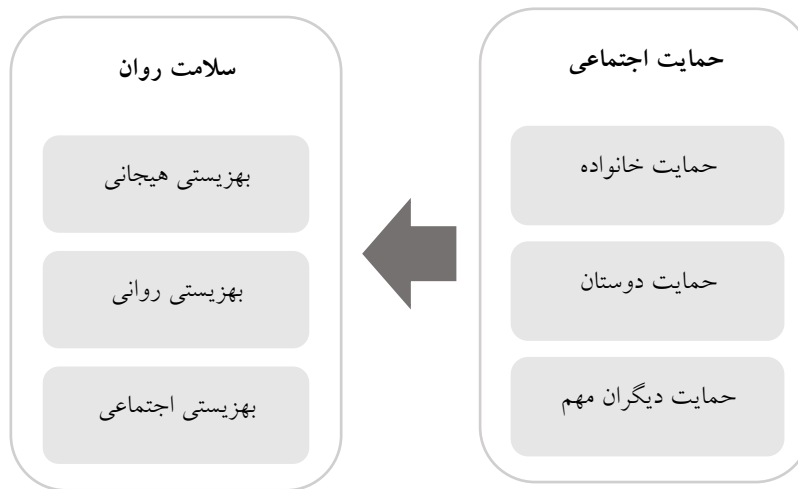 حمایت اجتماعی
حمایت خانواده
حمایت دوستان
حمایت دیگران مهم
سلامت روان
بهزیستی هیجانی
بهزیستی روانی
بهزیستی اجتماعی